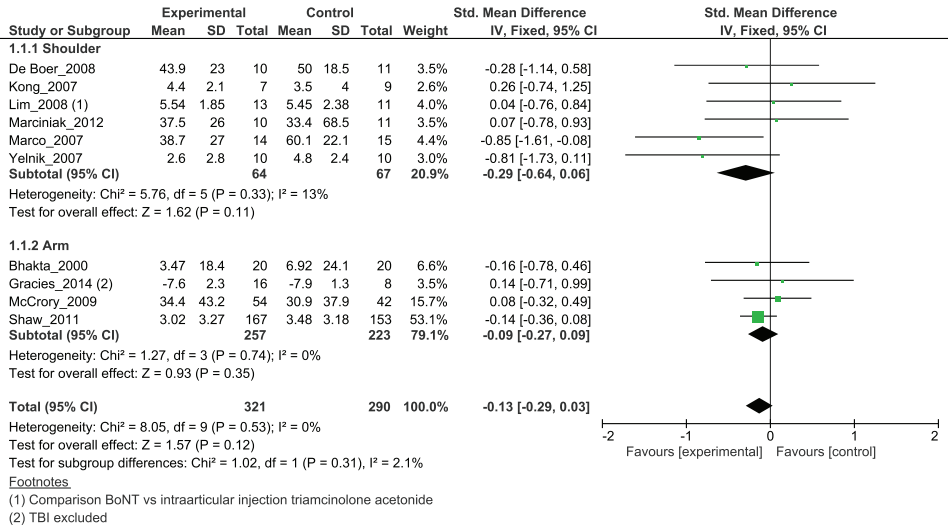 Experimental Control Std. Mean Difference Std. Mean Difference
Study or Subgroup Mean SD Total Mean SD Total Weight IV, Fixed, 95% CI IV, Fixed, 95% CI
1.1.1 Shoulder
De Boer_2008 43.9 23 10 50 18.5 11 3.5% -0.28 [-1.14, 0.58]
Kong_2007 4.4 2.1 7 3.5 4 9 2.6% 0.26 [-0.74, 1.25]
Lim_2008 (1) 5.54 1.85 13 5.45 2.38 11 4.0% 0.04 [-0.76, 0.84]
Marciniak_2012 37.5 26 10 33.4 68.5 11 3.5% 0.07 [-0.78, 0.93]
Marco_2007 38.7 27 14 60.1 22.1 15 4.4% -0.85 [-1.61, -0.08]
Yelnik_2007 2.6 2.8 10 4.8 2.4 10 3.0% -0.81 [-1.73, 0.11]
Subtotal (95% CI) 64 67 20.9% -0.29 [-0.64, 0.06]
Heterogeneity: Chi² = 5.76, df = 5 (P = 0.33); I² = 13%
Test for overall effect: Z = 1.62 (P = 0.11)
1.1.2 Arm
Bhakta_2000 3.47 18.4 20 6.92 24.1 20 6.6% -0.16 [-0.78, 0.46]
Gracies_2014 (2) -7.6 2.3 16 -7.9 1.3 8 3.5% 0.14 [-0.71, 0.99]
McCrory_2009 34.4 43.2 54 30.9 37.9 42 15.7% 0.08 [-0.32, 0.49]
Shaw_2011 3.02 3.27 167 3.48 3.18 153 53.1% -0.14 [-0.36, 0.08]
Subtotal (95% CI) 257 223 79.1% -0.09 [-0.27, 0.09]
Heterogeneity: Chi² = 1.27, df = 3 (P = 0.74); I² = 0%
Test for overall effect: Z = 0.93 (P = 0.35)
Total (95% CI) 321 290 100.0% -0.13 [-0.29, 0.03]
Heterogeneity: Chi² = 8.05, df = 9 (P = 0.53); I² = 0%
Test for overall effect: Z = 1.57 (P = 0.12)
Test for subgroup differences: Chi² = 1.02, df = 1 (P = 0.31), I² = 2.1%
-2 -1 0 1 2
Favours [experimental] Favours [control]
Footnotes
(1) Comparison BoNT vs intraarticular injection triamcinolone acetonide
(2) TBI excluded